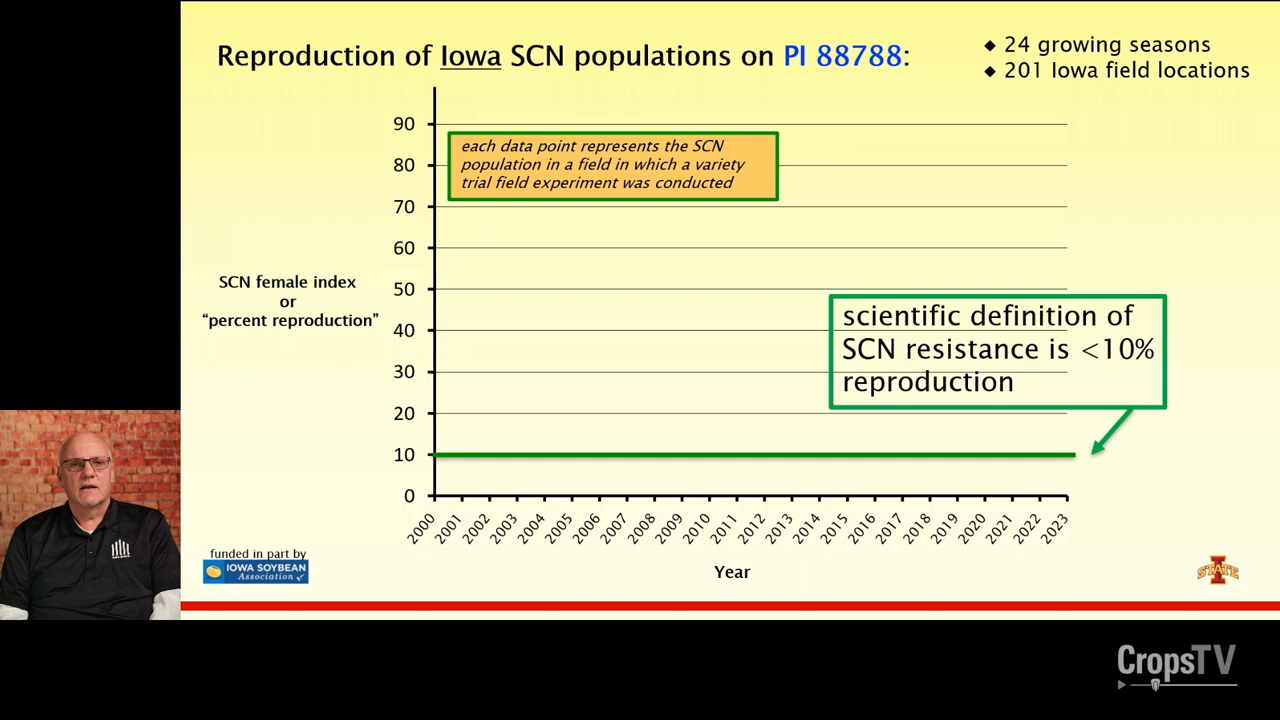 Reproduction of Iowa SCN populations on PI 88788:
◆ 24 growing seasons
◆ 201 Iowa field locations
90
80
70
60
50
40
30
20
10
0
each data point represents the SCN
population in a field in which a variety
trial field experiment was conducted
SCN female index
or
“percent reproduction”
scientific definition of
SCN resistance is <10%
reproduction
2000
2001
2002
2003
2004
2005
2006
2007
2008
2009
2010
2011
2012
2013
2014
2015
2016
2017
2018
2019
2020
2021
2022
2023
Year
funded in part by
IOWA SOYBEAN
Association
STATE
CropsTV